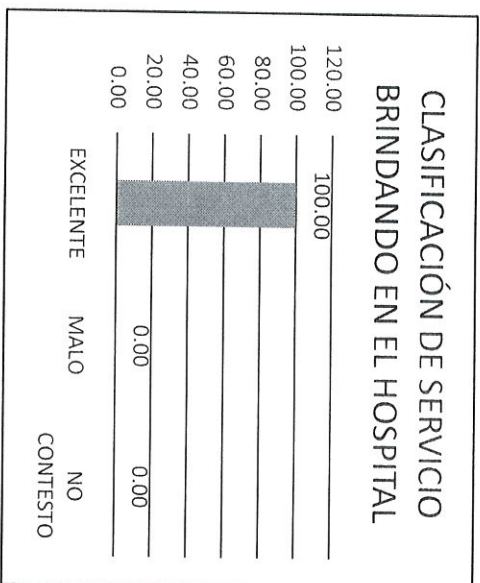 CLASIFICACIÓN DE SERVICIO
BRINDANDO EN EL HOSPITAL
120.00
100.00
80.00
60.00
40.00
20.00
0.00
100.00
0.00
0.00
EXCELENTE
MALO
NO
CONTESTO